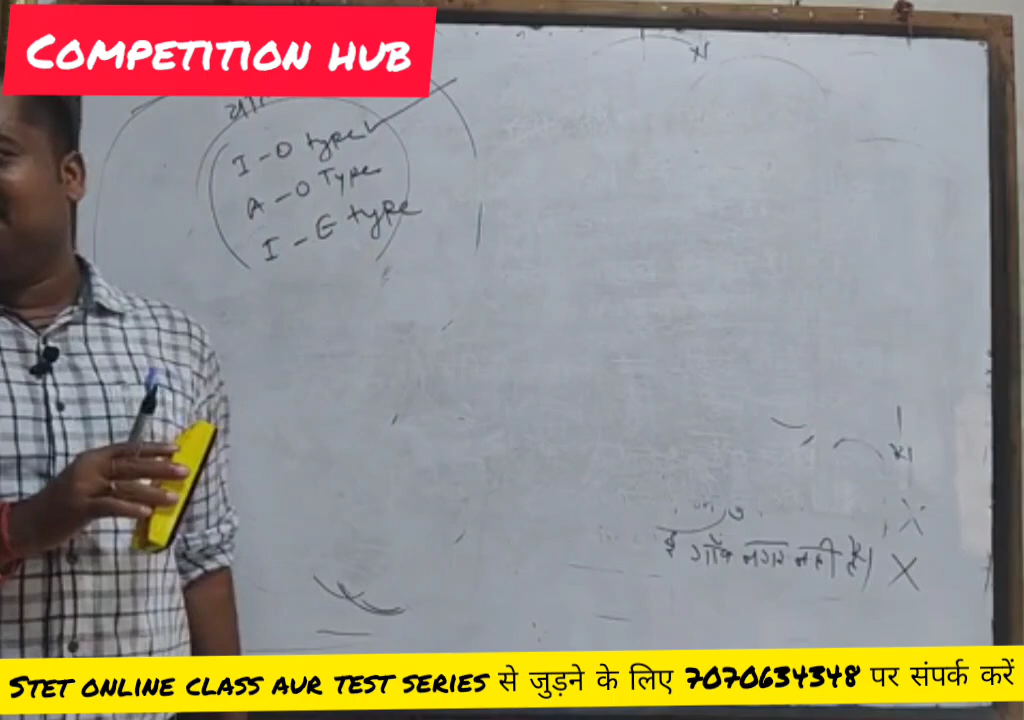 COMPETITION HUB
I - O type
A - O Type
I - E type
गाँव नगर नहीं है। X
STET ONLINE CLASS AUR TEST SERIES से जुड़ने के लिए 7070634348 पर संपर्क करें